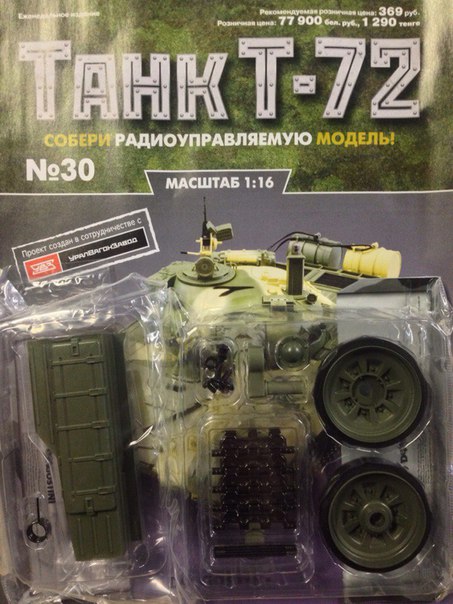 Еженедельное издание
Рекомендуемая розничная цена: 369 руб.
Розничная цена: 77 900 бел. руб., 1 290 тенге
ТАНК Т-72
СОБЕРИ РАДИОУПРАВЛЯЕМУЮ МОДЕЛЬ!
№30
МАСШТАБ 1:16
Проект создан в сотрудничестве с
УРАЛВАГОНЗАВОД